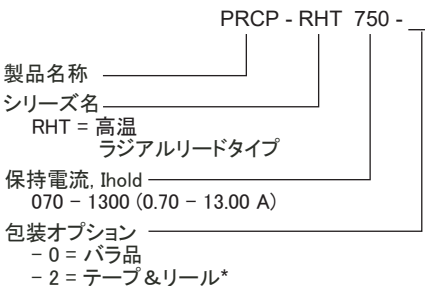 PRCP - RHT 750 - _
製品名称
シリーズ名
RHT = 高温
ラジアルリードタイプ
保持電流, Ihold
070 - 1300 (0.70 - 13.00 A)
包装オプション
- 0 = バラ品
- 2 = テープ&リール*